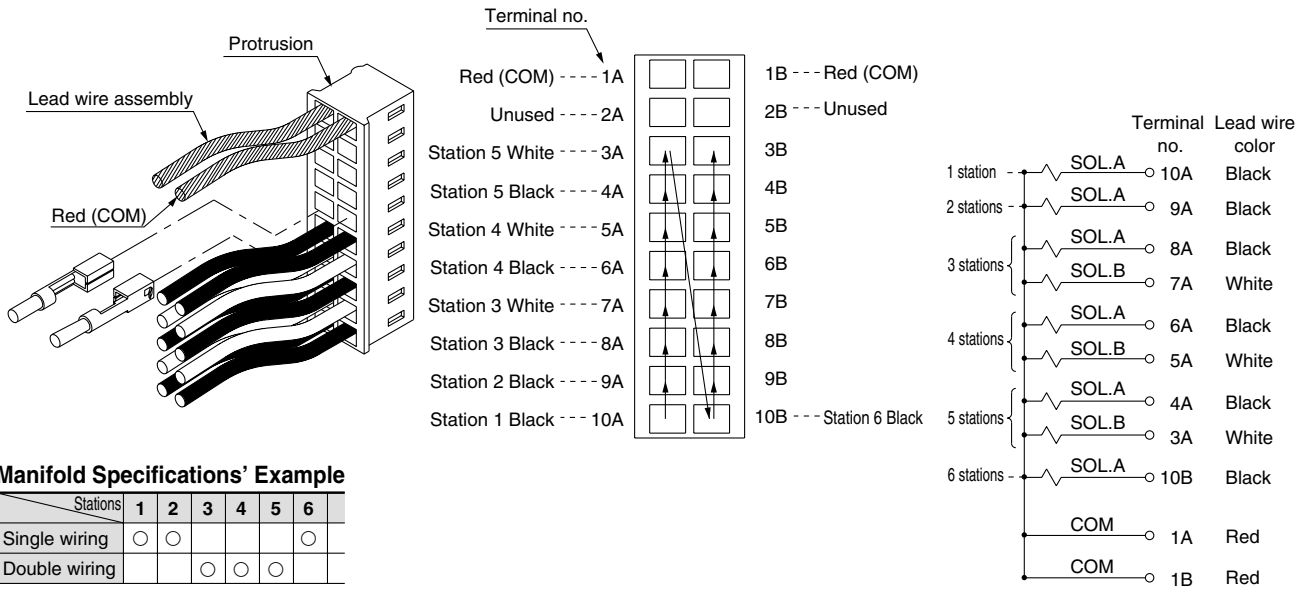 Terminal no.
Protrusion
Lead wire assembly
Red (COM)
Red (COM) ---- 1A
Unused ---- 2A
Station 5 White ---- 3A
Station 5 Black ---- 4A
Station 4 White ---- 5A
Station 4 Black ---- 6A
Station 3 White ---- 7A
Station 3 Black ---- 8A
Station 2 Black ---- 9A
Station 1 Black ---- 10A
1B --- Red (COM)
2B --- Unused
3B
4B
5B
6B
7B
8B
9B
10B --- Station 6 Black
Terminal no. Lead wire color
1 station SOL.A 10A Black
2 stations SOL.A 9A Black
3 stations SOL.A 8A Black
SOL.B 7A White
4 stations SOL.A 6A Black
SOL.B 5A White
5 stations SOL.A 4A Black
SOL.B 3A White
6 stations SOL.A 10B Black
COM 1A Red
COM 1B Red
Manifold Specifications' Example
Stations 1 2 3 4 5 6
Single wiring ○ ○ ○
Double wiring ○ ○ ○